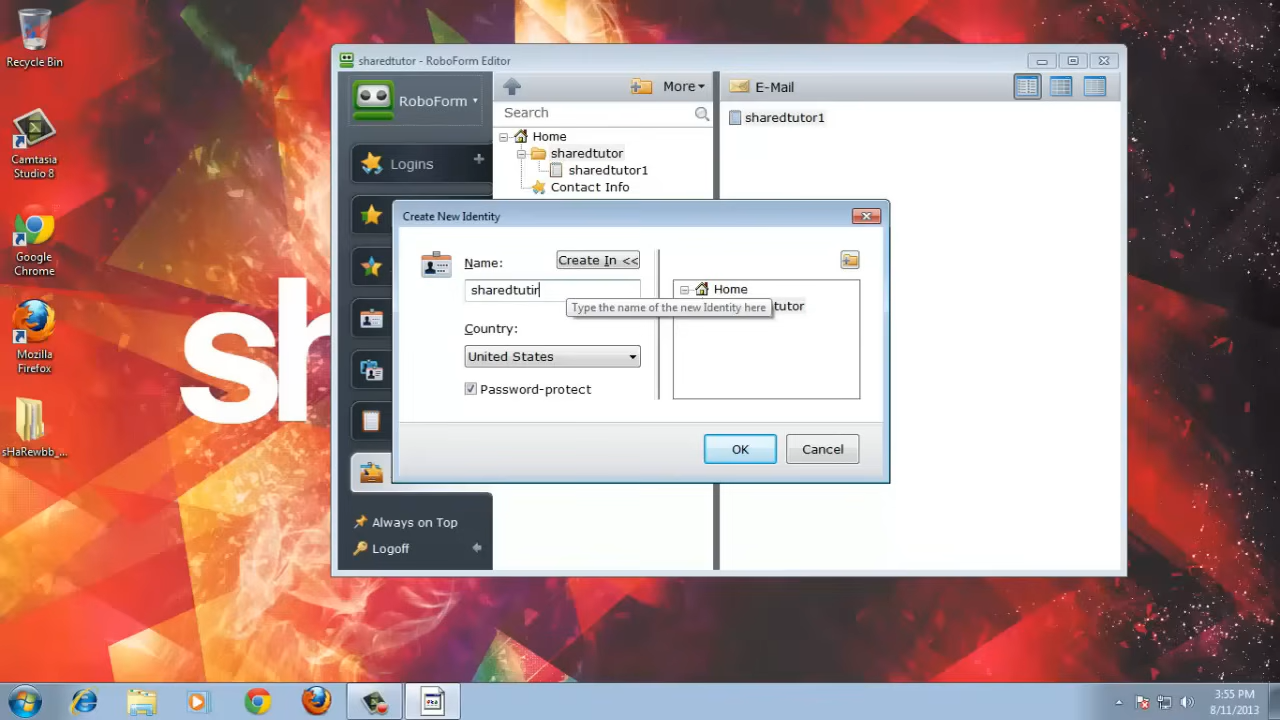 Recycle Bin
Camtasia
Studio 8
Google
Chrome
Mozilla
Firefox
sHaRewbb_...
sh
sharedtutor - RoboForm Editor
RoboForm
Logins
Always on Top
Logoff
More
Search
Home
sharedtutor
sharedtutor1
Contact Info
E-Mail
sharedtutor1
Create New Identity
Name:
Create In <<
sharedtutir
Type the name of the new Identity here
Country:
United States
Password-protect
Home
tutor
OK
Cancel
3:55 PM
8/11/2013